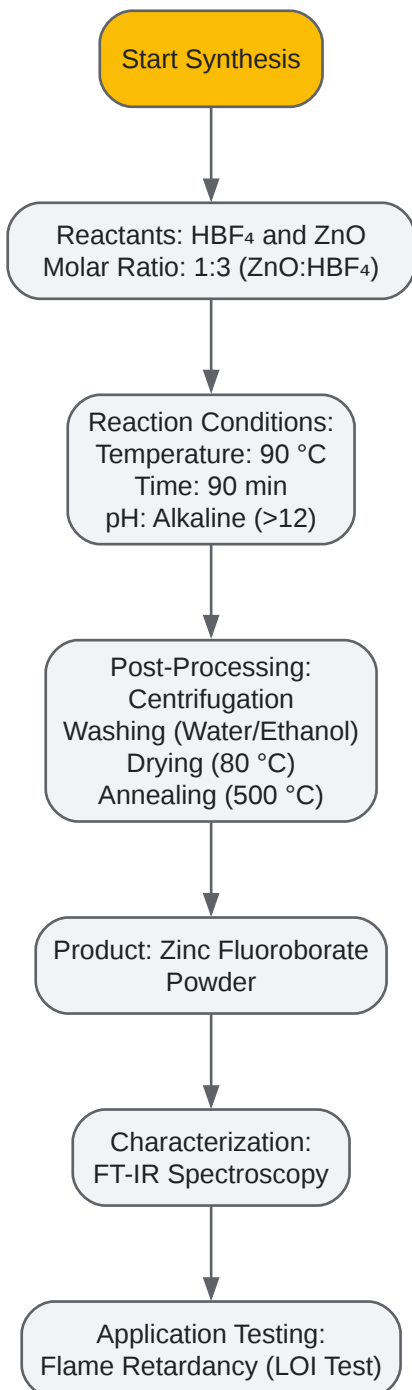 Start Synthesis
Reactants: HBF₄ and ZnO
Molar Ratio: 1:3 (ZnO:HBF₄)
Reaction Conditions:
Temperature: 90 °C
Time: 90 min
pH: Alkaline (>12)
Post-Processing:
Centrifugation
Washing (Water/Ethanol)
Drying (80 °C)
Annealing (500 °C)
Product: Zinc Fluoroborate
Powder
Characterization:
FT-IR Spectroscopy
Application Testing:
Flame Retardancy (LOI Test)